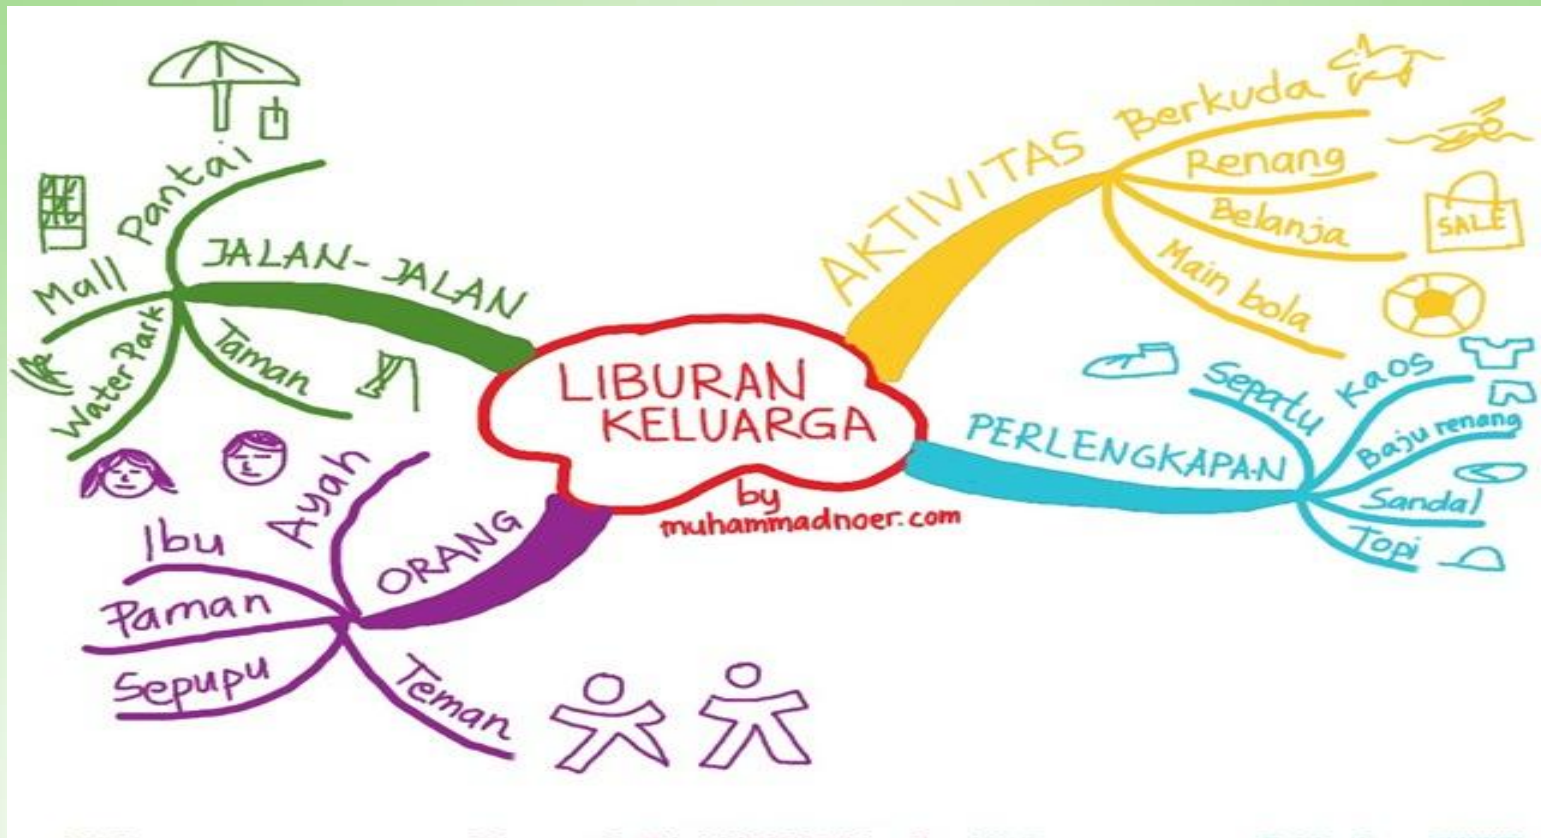 LIBURAN
KELUARGA
by
muhammadnoer.com
AKTIVITAS
Berkuda
Renang
Belanja
SALE
Main bola
PERLENGKAPAN
Sepatu
Kaos
Baju renang
Sandal
Topi
ORANG
Ayah
Ibu
Paman
Sepupu
Teman
JALAN-JALAN
Pantai
Mall
Water Park
Taman